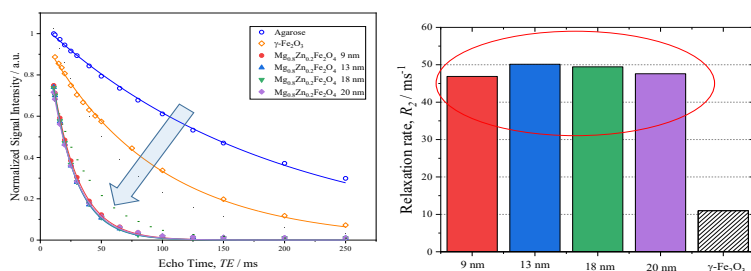 Normalized Signal Intensity / a.u.
1
0.8
0.6
0.4
0.2
0
0
50
100
150
200
250
Echo Time, TE / ms
Agarose
γ-Fe₂O₃
Mg₀.₈Zn₀.₂Fe₂O₄ 9 nm
Mg₀.₈Zn₀.₂Fe₂O₄ 13 nm
Mg₀.₈Zn₀.₂Fe₂O₄ 18 nm
Mg₀.₈Zn₀.₂Fe₂O₄ 20 nm
Relaxation rate, R₂ / ms⁻¹
60
50
40
30
20
10
0
9 nm
13 nm
18 nm
20 nm
γ-Fe₂O₃